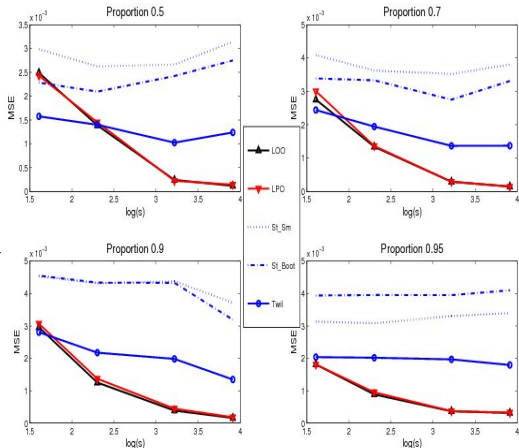 Proportion 0.5
x 10^-3
3.5
3
2.5
2
1.5
1
0.5
0
MSE
1.5 2 2.5 3 3.5 4
log(s)
Proportion 0.7
x 10^-3
5
4
3
2
1
0
MSE
1.5 2 2.5 3 3.5 4
log(s)
LOO
LPO
St_Sm
St_Boot
Twil
Proportion 0.9
x 10^-3
5
4
3
2
1
0
MSE
1.5 2 2.5 3 3.5 4
log(s)
Proportion 0.95
x 10^-3
5
4
3
2
1
0
MSE
1.5 2 2.5 3 3.5 4
log(s)